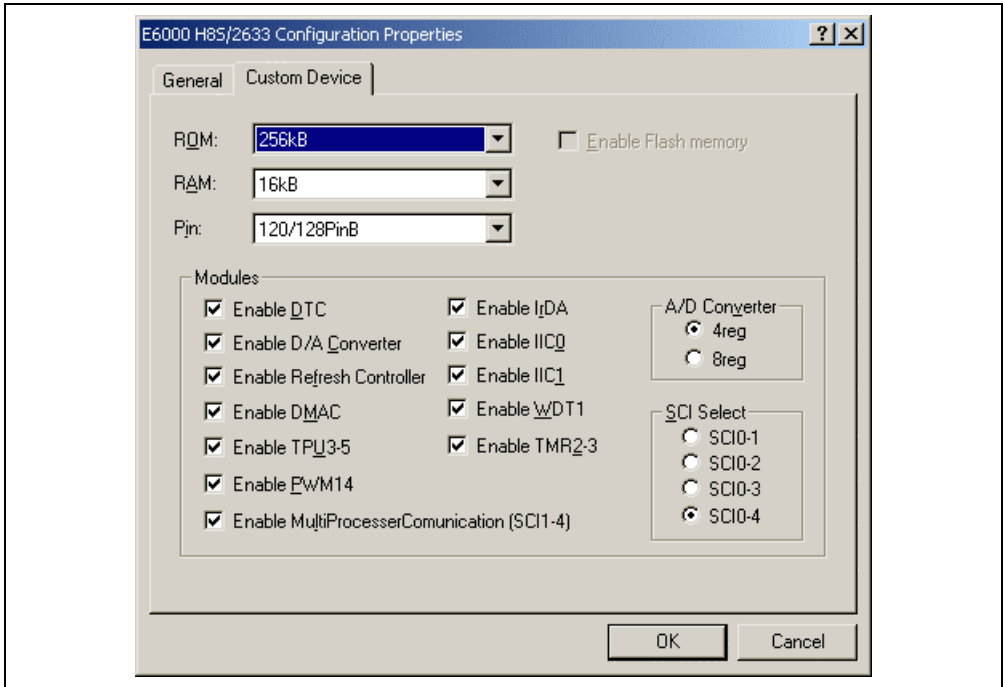 E6000 H8S/2633 Configuration Properties
General
Custom Device
ROM:
256kB
Enable Flash memory
RAM:
16kB
Pin:
120/128PinB
Modules
Enable DTC
Enable D/A Converter
Enable Refresh Controller
Enable DMAC
Enable TPU3-5
Enable PWM14
Enable MultiProcesserComunication (SCI1-4)
Enable IrDA
Enable IIC0
Enable IIC1
Enable WDT1
Enable TMR2-3
A/D Converter
4reg
8reg
SCI Select
SCI0-1
SCI0-2
SCI0-3
SCI0-4
OK
Cancel